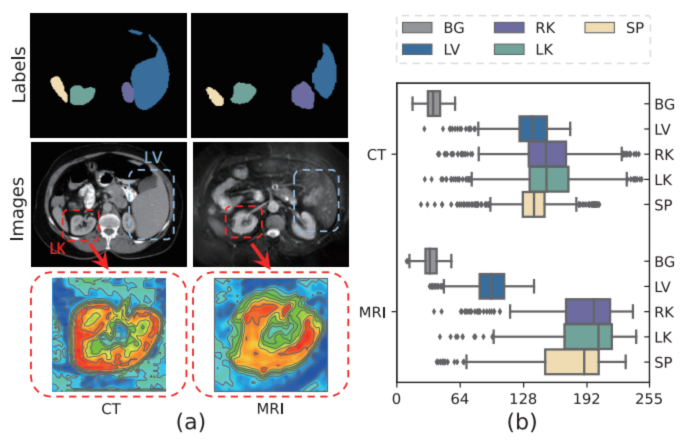 Labels
Images
LV
LK
CT
MRI
(a)
BG
RK
SP
LV
LK
CT
BG
LV
RK
LK
SP
MRI
BG
LV
RK
LK
SP
0
64
128
192
255
(b)